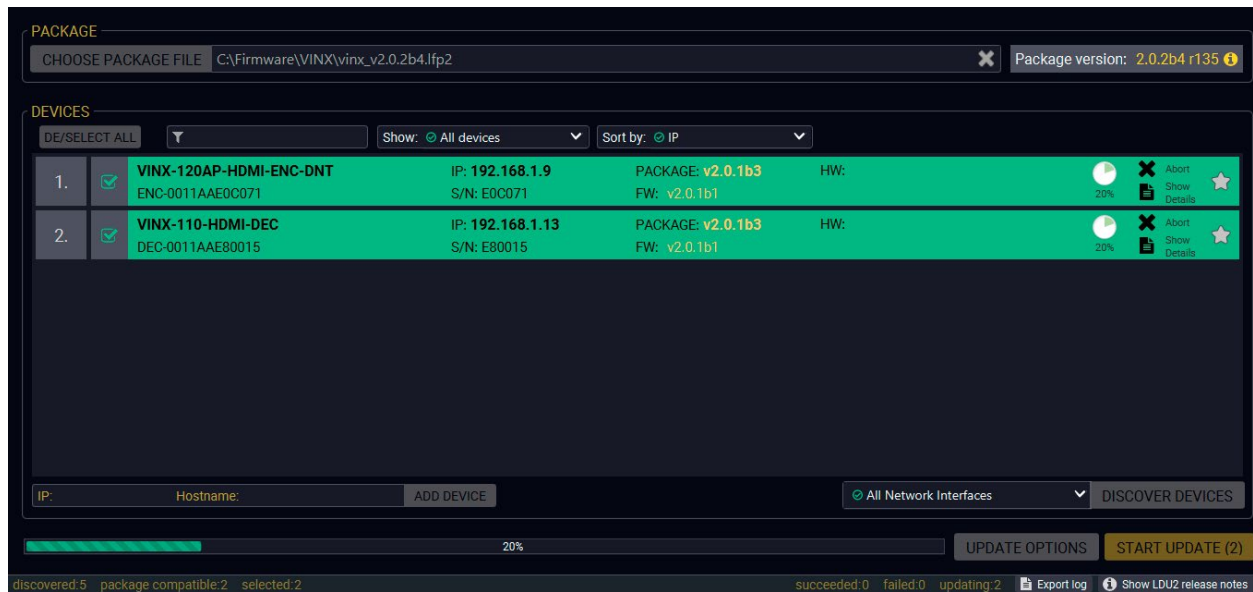 PACKAGE
CHOOSE PACKAGE FILE C:\Firmware\VINX\vinx_v2.0.2b4.lfp2 Package version: 2.0.2b4 r135
DEVICES
DE/SELECT ALL Show: All devices Sort by: IP
1. VINX-120AP-HDMI-ENC-DNT IP: 192.168.1.9 PACKAGE: v2.0.1b3 HW: Abort
ENC-0011AAE0C071 S/N: E0C071 FW: v2.0.1b1 20% Show Details
2. VINX-110-HDMI-DEC IP: 192.168.1.13 PACKAGE: v2.0.1b3 HW: Abort
DEC-0011AAE80015 S/N: E80015 FW: v2.0.1b1 20% Show Details
IP: Hostname: ADD DEVICE All Network Interfaces DISCOVER DEVICES
20% UPDATE OPTIONS START UPDATE (2)
discovered:5 package compatible:2 selected:2 succeeded:0 failed:0 updating:2 Export log Show LDU2 release notes